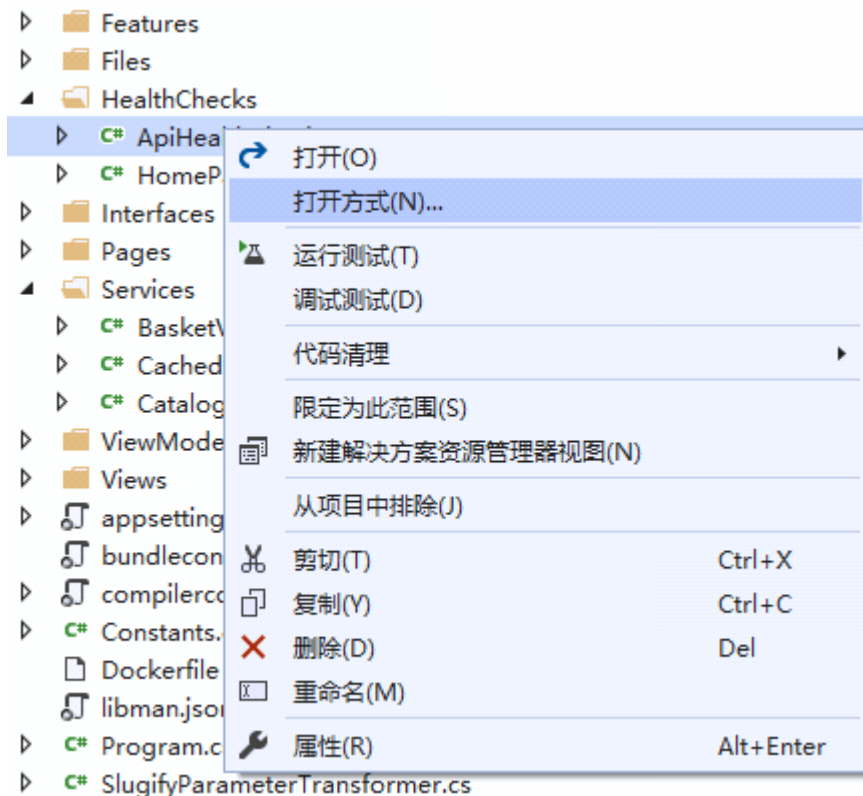 Features
Files
HealthChecks
C# ApiHea
C# HomeP
Interfaces
Pages
Services
C# BasketV
C# Cached
C# Catalog
ViewMode
Views
appsetting
bundlecon
compilerco
C# Constants.
Dockerfile
libman.jso
C# Program.c
C# SlugifyParameterTransformer.cs
打开(O)
打开方式(N)...
运行测试(T)
调试测试(D)
代码清理
限定为此范围(S)
新建解决方案资源管理器视图(N)
从项目中排除(J)
剪切(T) Ctrl+X
复制(Y) Ctrl+C
删除(D) Del
重命名(M)
属性(R) Alt+Enter